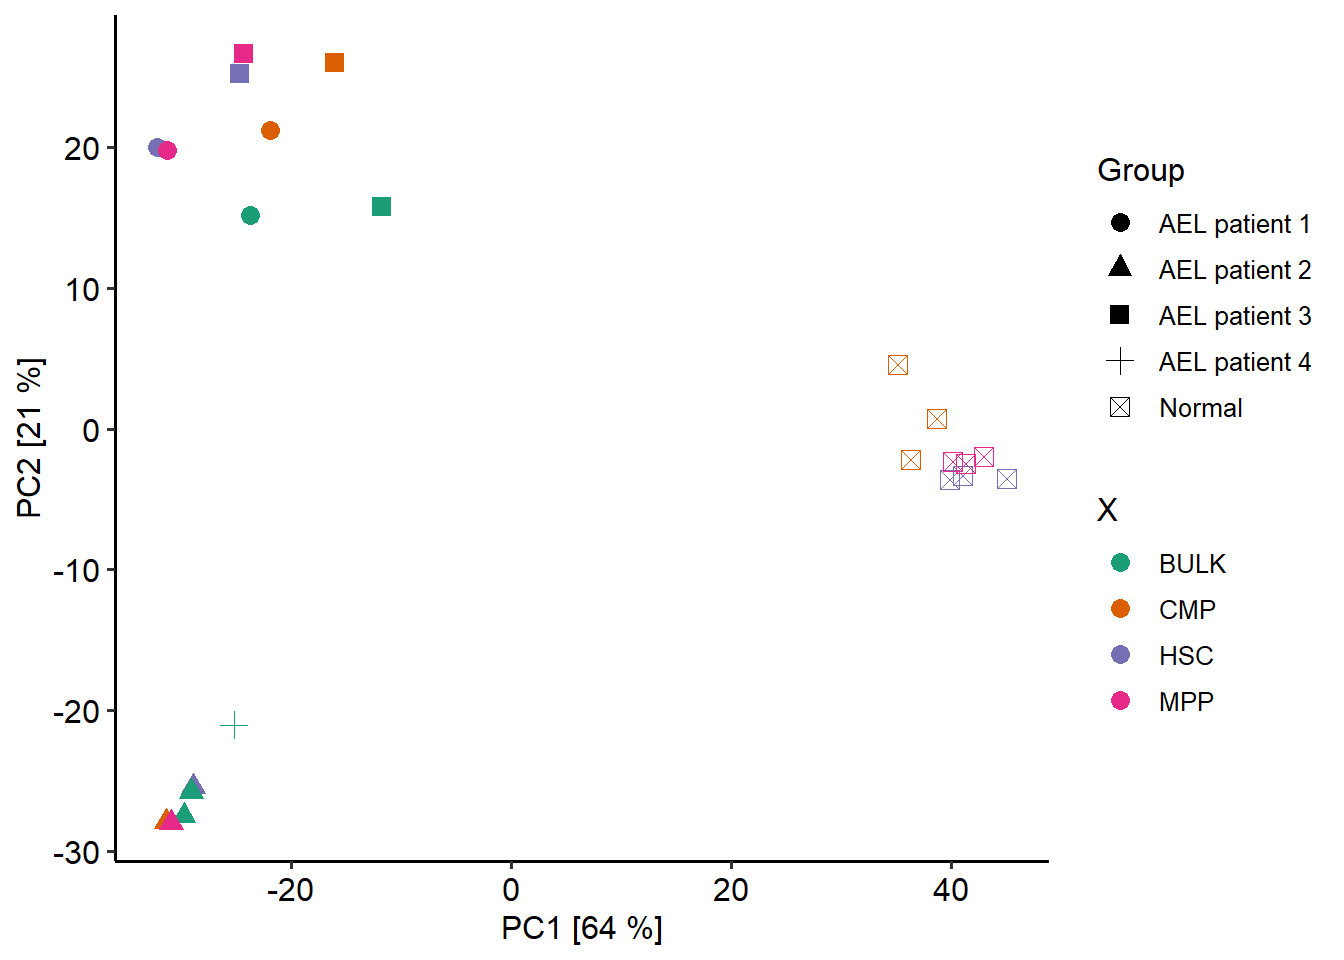 20
10
0
-10
-20
-30
PC2 [21 %]
-20
0
20
40
PC1 [64 %]
Group
AEL patient 1
AEL patient 2
AEL patient 3
AEL patient 4
Normal
X
BULK
CMP
HSC
MPP